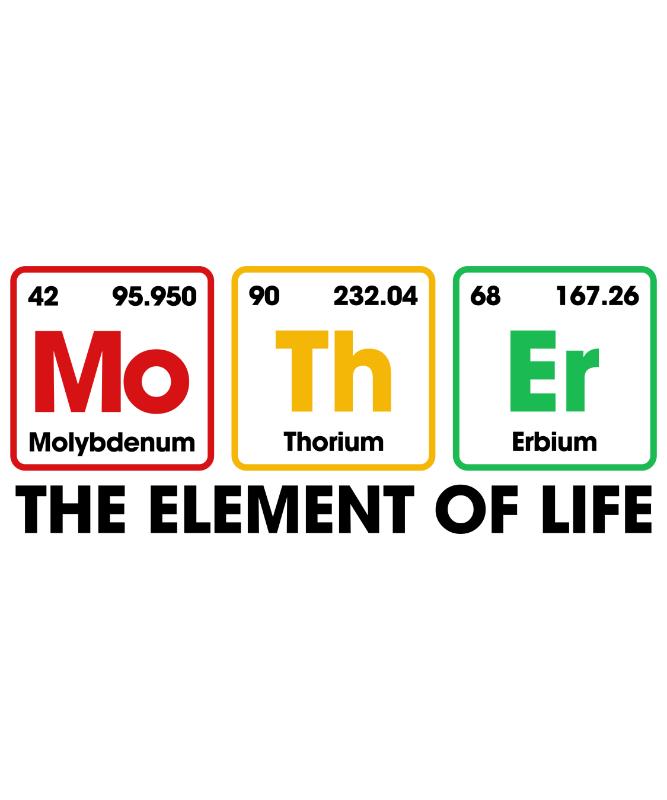 42 95.950 90 232.04 68 167.26
Mo Th Er
Molybdenum Thorium Erbium
THE ELEMENT OF LIFE